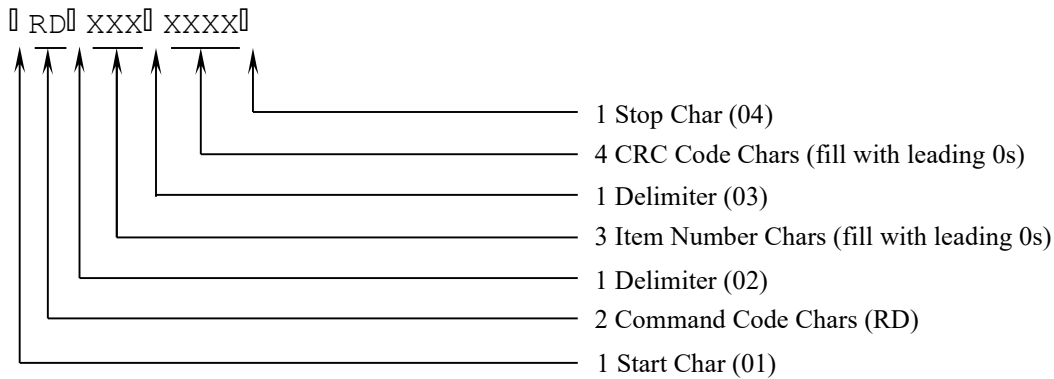 ▯ RD▯ XXX▯ XXXX▯
1 Stop Char (04)
4 CRC Code Chars (fill with leading 0s)
1 Delimiter (03)
3 Item Number Chars (fill with leading 0s)
1 Delimiter (02)
2 Command Code Chars (RD)
1 Start Char (01)